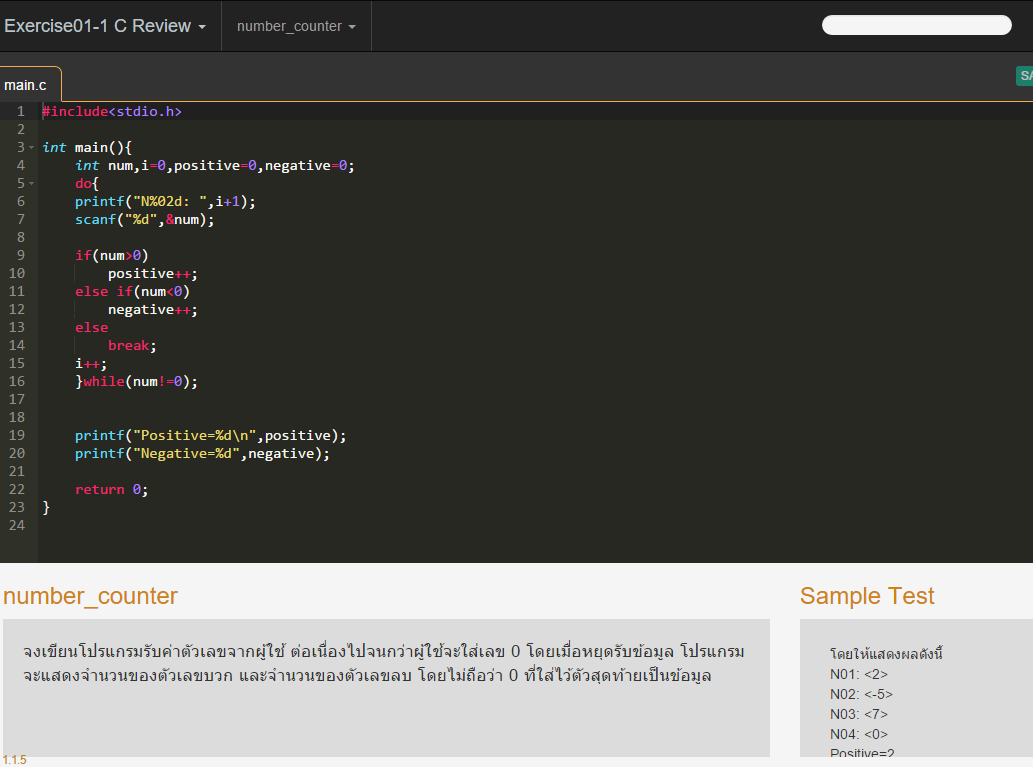 Exercise01-1 C Review number_counter
main.c
1 #include<stdio.h>
2
3 int main(){
4 int num,i=0,positive=0,negative=0;
5 do{
6 printf("N%02d: ",i+1);
7 scanf("%d",&num);
8
9 if(num>0)
10 positive++;
11 else if(num<0)
12 negative++;
13 else
14 break;
15 i++;
16 }while(num!=0);
17
18
19 printf("Positive=%d\n",positive);
20 printf("Negative=%d",negative);
21
22 return 0;
23 }
24
number_counter
จงเขียนโปรแกรมรับค่าตัวเลขจากผู้ใช้ ต่อเนื่องไปจนกว่าผู้ใช้จะใส่เลข 0 โดยเมื่อหยุดรับข้อมูล โปรแกรม
จะแสดงจำนวนของตัวเลขบวก และจำนวนของตัวเลขลบ โดยไม่ถือว่า 0 ที่ใส่ไว้ตัวสุดท้ายเป็นข้อมูล
1.1.5
Sample Test
โดยให้แสดงผลดังนี้
N01: <2>
N02: <-5>
N03: <7>
N04: <0>
Positive=2